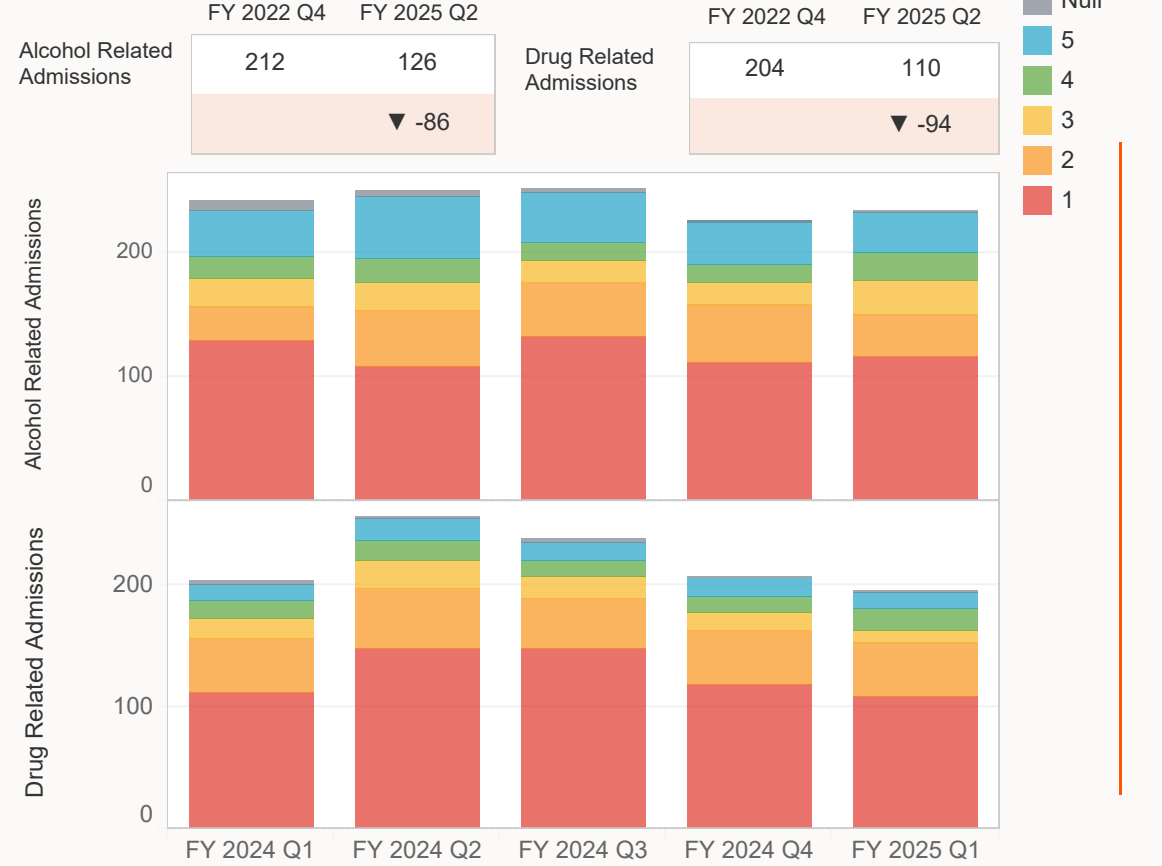 FY 2022 Q4 FY 2025 Q2
Alcohol Related
Admissions
212 126
▼ -86
FY 2022 Q4 FY 2025 Q2
Drug Related
Admissions
204 110
▼ -94
Null
5
4
3
2
1
Alcohol Related Admissions
200
100
0
Drug Related Admissions
200
100
0
FY 2024 Q1 FY 2024 Q2 FY 2024 Q3 FY 2024 Q4 FY 2025 Q1